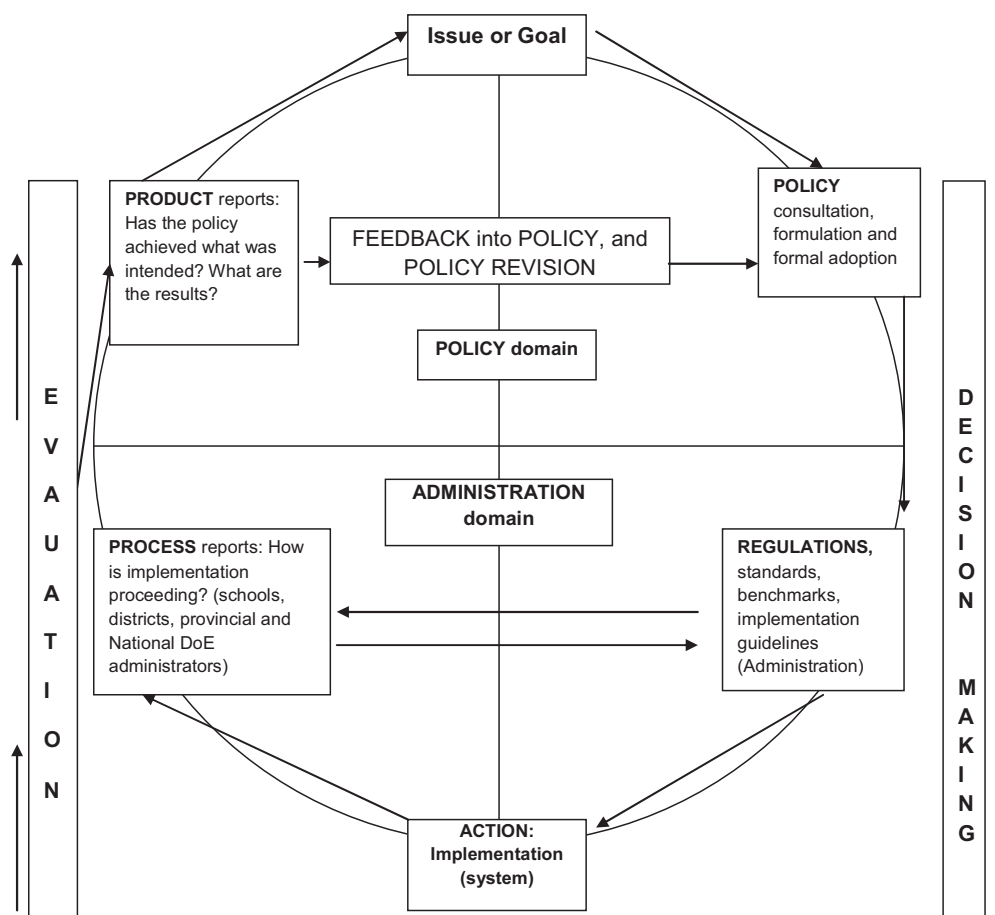 Issue or Goal
PRODUCT reports:
Has the policy
achieved what was
intended? What are
the results?
FEEDBACK into POLICY, and
POLICY REVISION
POLICY
consultation,
formulation and
formal adoption
POLICY domain
E
V
A
U
A
T
I
O
N
D
E
C
I
S
I
O
N
M
A
K
I
N
G
ADMINISTRATION
domain
PROCESS reports: How
is implementation
proceeding? (schools,
districts, provincial and
National DoE
administrators)
REGULATIONS,
standards,
benchmarks,
implementation
guidelines
(Administration)
ACTION:
Implementation
(system)